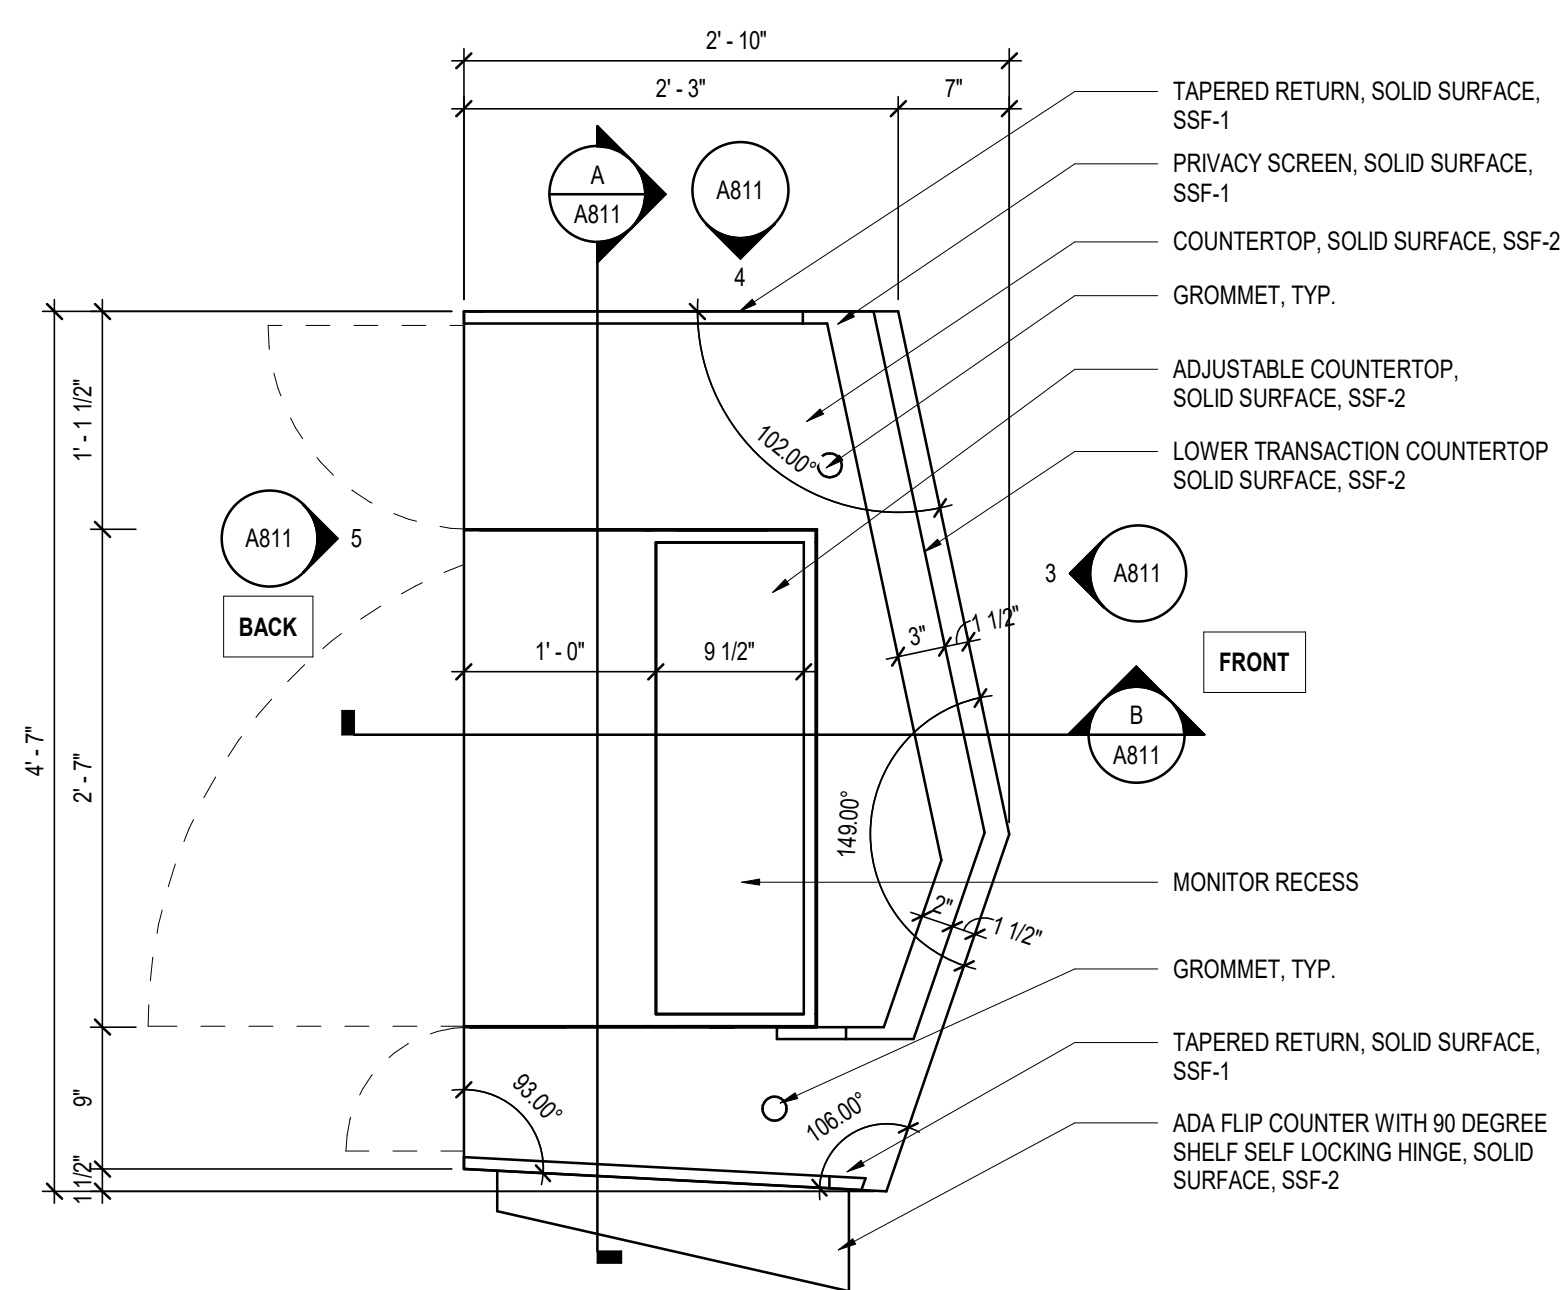 2' - 10"
2' - 3"
7"
TAPERED RETURN, SOLID SURFACE,
SSF-1
PRIVACY SCREEN, SOLID SURFACE,
SSF-1
COUNTERTOP, SOLID SURFACE, SSF-2
GROMMET, TYP.
ADJUSTABLE COUNTERTOP,
SOLID SURFACE, SSF-2
LOWER TRANSACTION COUNTERTOP
SOLID SURFACE, SSF-2
A
A811
A811
4
1' - 1 1/2"
102.00°
A811
5
BACK
3
A811
FRONT
1' - 0"
9 1/2"
3"
1 1/2"
B
A811
4' - 7"
2' - 7"
149.00°
MONITOR RECESS
2"
1 1/2"
GROMMET, TYP.
TAPERED RETURN, SOLID SURFACE,
SSF-1
ADA FLIP COUNTER WITH 90 DEGREE
SHELF SELF LOCKING HINGE, SOLID
SURFACE, SSF-2
9"
93.00°
106.00°
1 1/2"